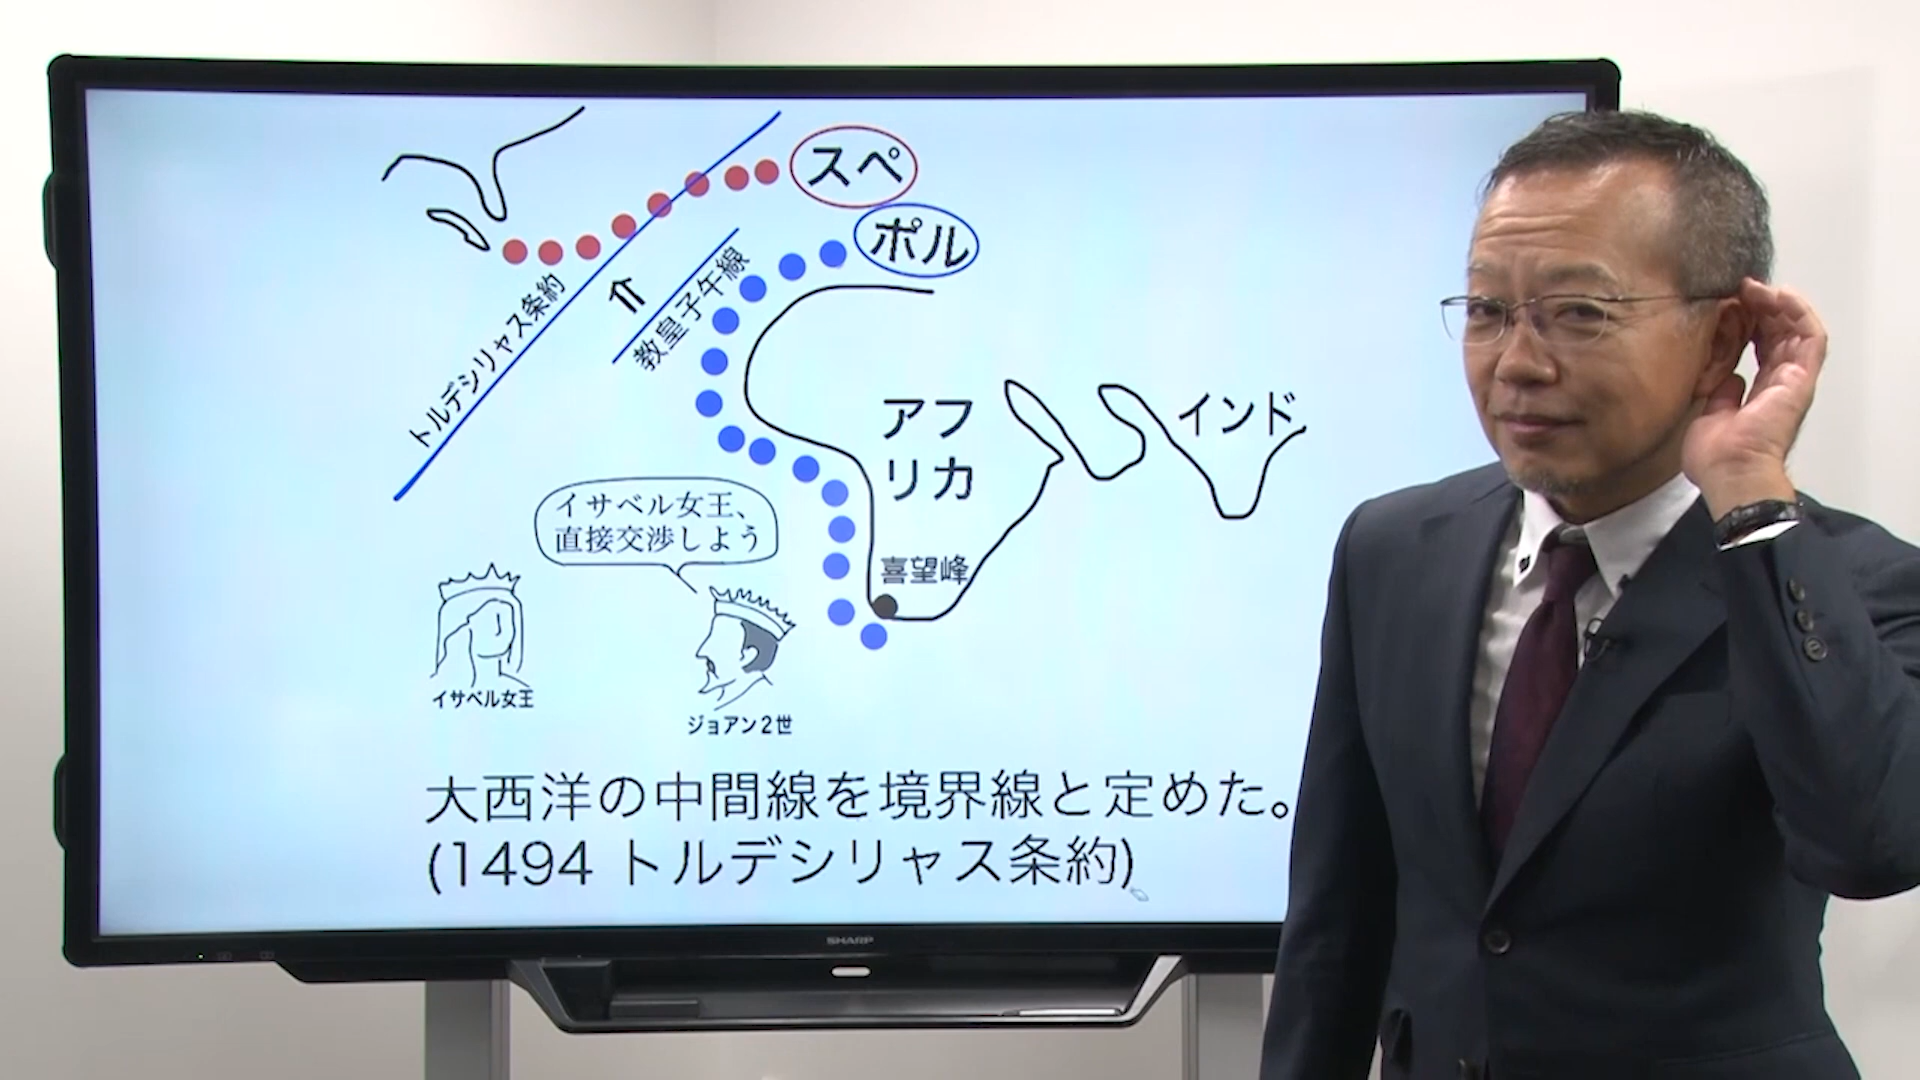 スペ
ポル
トルデシリャス条約
教皇子午線
アフ
リカ
インド
イサベル女王、
直接交渉しよう
喜望峰
イサベル女王
ジョアン2世
大西洋の中間線を境界線と定めた。
(1494 トルデシリャス条約)
SHARP